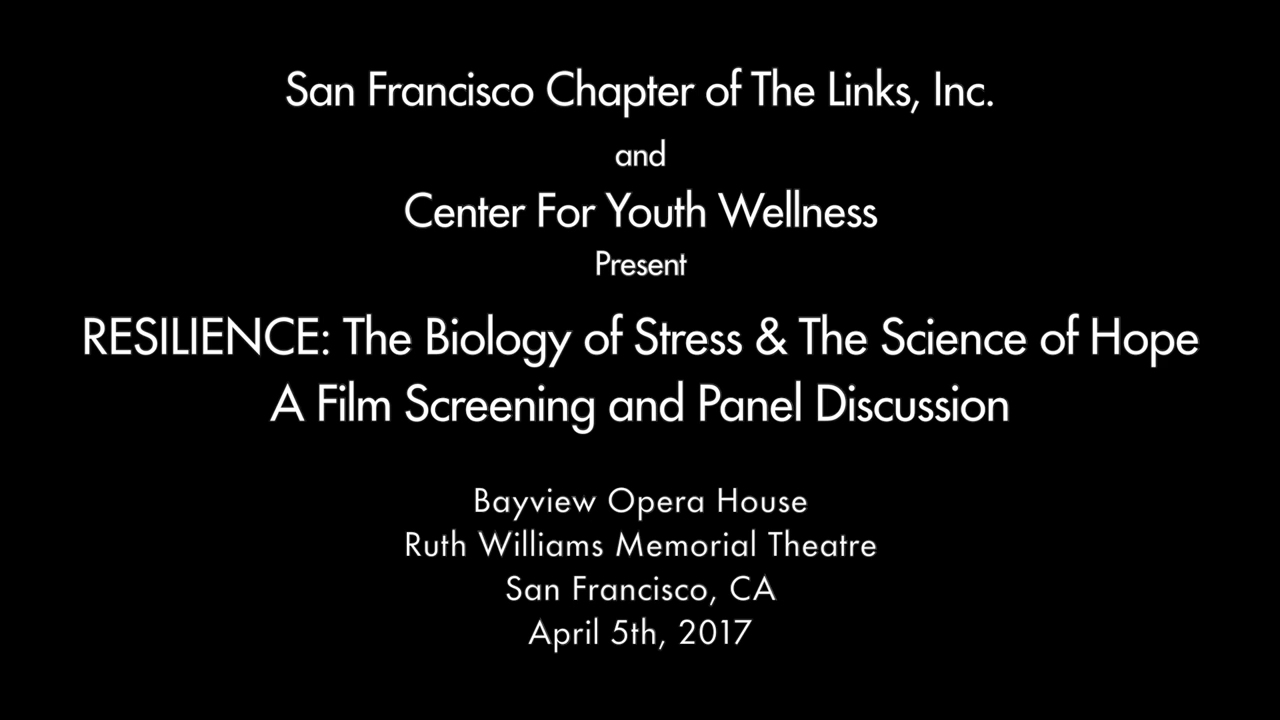 San Francisco Chapter of The Links, Inc.
and
Center For Youth Wellness
Present
RESILIENCE: The Biology of Stress & The Science of Hope
A Film Screening and Panel Discussion
Bayview Opera House
Ruth Williams Memorial Theatre
San Francisco, CA
April 5th, 2017